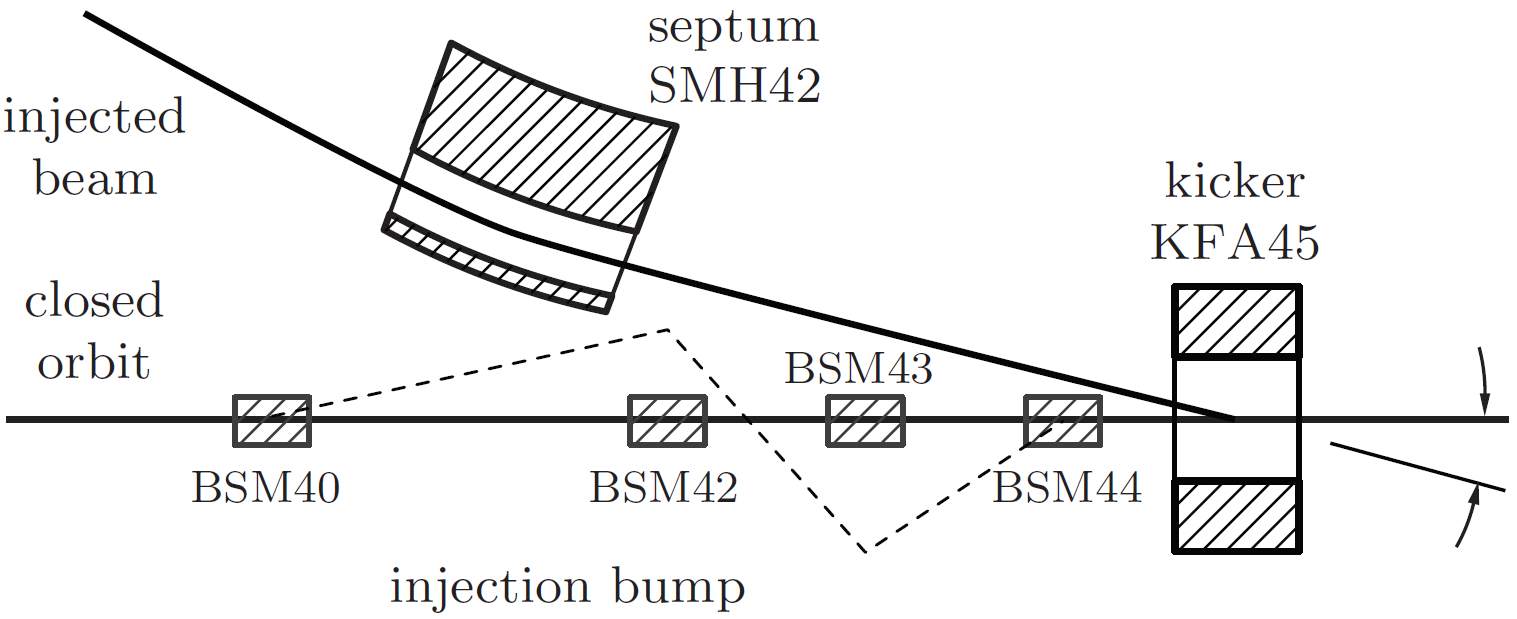 septum
SMH42
injected
beam
kicker
KFA45
closed
orbit
BSM43
BSM40
BSM42
BSM44
injection bump